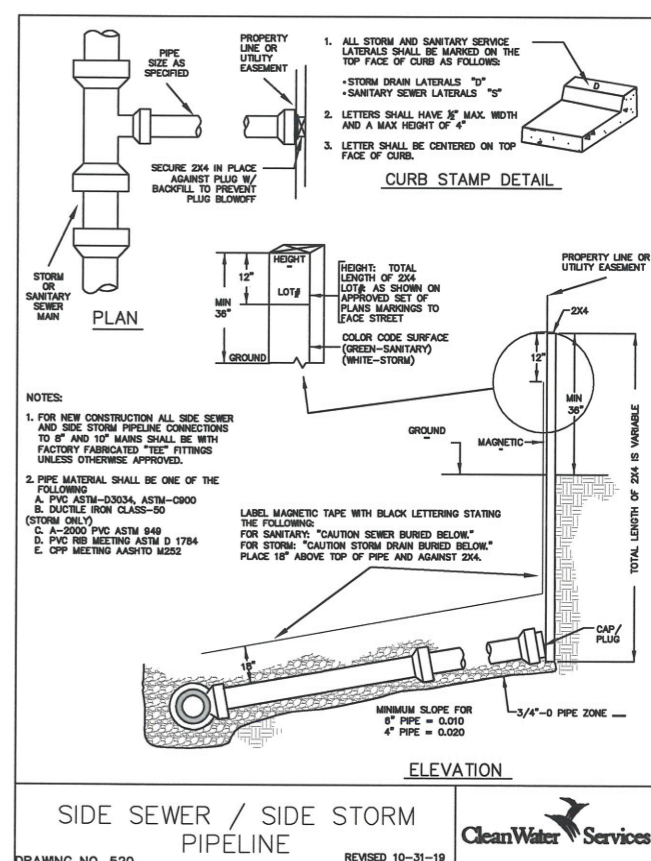 PIPE
SIZE AS
SPECIFIED
PROPERTY
LINE OR
UTILITY
EASEMENT
SECURE 2X4 IN PLACE
AGAINST PLUG W/
BACKFILL TO PREVENT
PLUG BLOWOFF
STORM
OR
SANITARY
SEWER
MAIN
PLAN
1. ALL STORM AND SANITARY SERVICE
LATERALS SHALL BE MARKED ON THE
TOP FACE OF CURB AS FOLLOWS:
•STORM DRAIN LATERALS "D"
•SANITARY SEWER LATERALS "S"
2. LETTERS SHALL HAVE ½" MAX. WIDTH
AND A MAX HEIGHT OF 4"
3. LETTER SHALL BE CENTERED ON TOP
FACE OF CURB.
D
CURB STAMP DETAIL
HEIGHT
-
12"
LOT#
MIN
36"
GROUND
HEIGHT: TOTAL
LENGTH OF 2X4
LOT#: AS SHOWN ON
APPROVED SET OF
PLANS MARKINGS TO
FACE STREET
COLOR CODE SURFACE
(GREEN-SANITARY)
(WHITE-STORM)
PROPERTY LINE OR
UTILITY EASEMENT
2X4
12"
MIN
36"
GROUND
-
MAGNETIC
-
TOTAL LENGTH OF 2X4 IS VARIABLE
NOTES:
1. FOR NEW CONSTRUCTION ALL SIDE SEWER
AND SIDE STORM PIPELINE CONNECTIONS
TO 8" AND 10" MAINS SHALL BE WITH
FACTORY FABRICATED "TEE" FITTINGS
UNLESS OTHERWISE APPROVED.
2. PIPE MATERIAL SHALL BE ONE OF THE
FOLLOWING
A. PVC ASTM-D3034, ASTM-C900
B. DUCTILE IRON CLASS-50
(STORM ONLY)
C. A-2000 PVC ASTM 949
D. PVC RIB MEETING ASTM D 1784
E. CPP MEETING AASHTO M252
LABEL MAGNETIC TAPE WITH BLACK LETTERING STATING
THE FOLLOWING:
FOR SANITARY: "CAUTION SEWER BURIED BELOW."
FOR STORM: "CAUTION STORM DRAIN BURIED BELOW."
PLACE 18" ABOVE TOP OF PIPE AND AGAINST 2X4.
18"
CAP/
PLUG
MINIMUM SLOPE FOR
6" PIPE = 0.010
4" PIPE = 0.020
3/4"-0 PIPE ZONE
ELEVATION
SIDE SEWER / SIDE STORM
PIPELINE
DRAWING NO. 520
REVISED 10-31-19
CleanWater Services